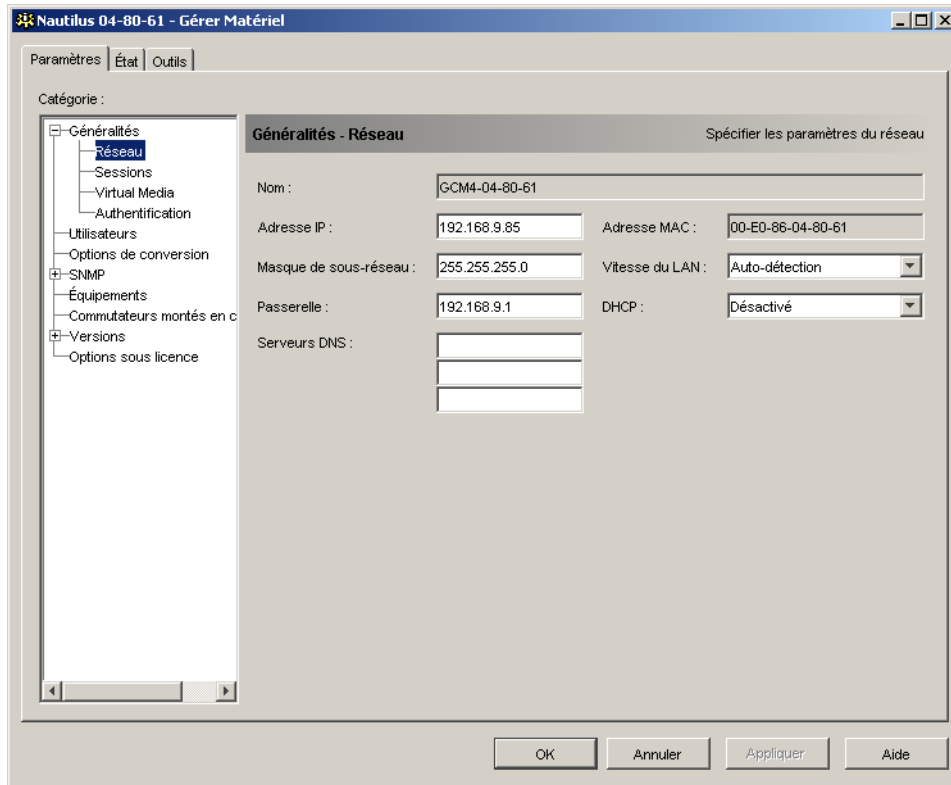 Nautilus 04-80-61 - Gérer Matériel
Paramètres État Outils
Catégorie :
Généralités
Réseau
Sessions
Virtual Media
Authentification
Utilisateurs
Options de conversion
SNMP
Équipements
Commutateurs montés en c
Versions
Options sous licence
Généralités - Réseau Spécifier les paramètres du réseau
Nom : GCM4-04-80-61
Adresse IP : 192.168.9.85 Adresse MAC : 00-E0-86-04-80-61
Masque de sous-réseau : 255.255.255.0 Vitesse du LAN : Auto-détection
Passerelle : 192.168.9.1 DHCP : Désactivé
Serveurs DNS :
OK Annuler Appliquer Aide